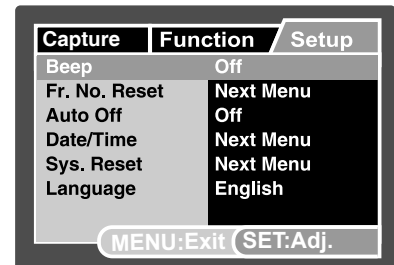 Capture Function Setup
Beep Off
Fr. No. Reset Next Menu
Auto Off Off
Date/Time Next Menu
Sys. Reset Next Menu
Language English
MENU:Exit SET:Adj.